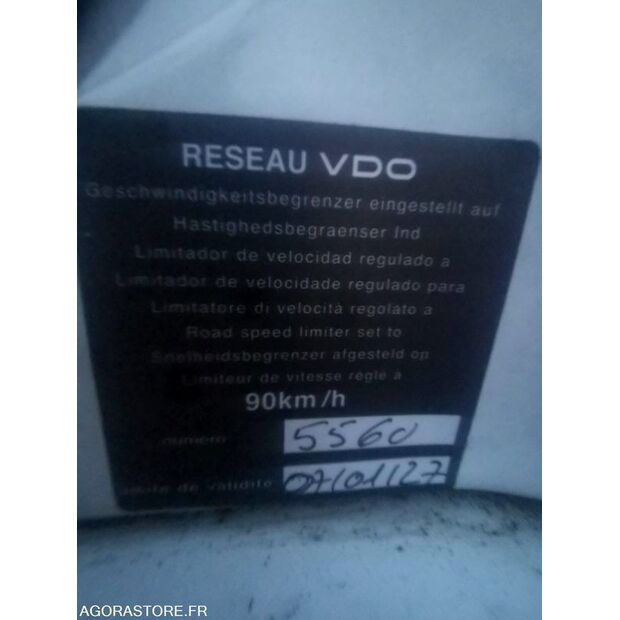 RESEAU VDO
Geschwindigkeitsbegrenzer eingestellt auf
Hastighedsbegraenser Ind
Limitador de velocidad regulado a
Limitador de velocidade regulado para
Limitatore di velocità regolato a
Road speed limiter set to
Snelheidsbegrenzer afgesteld op
Limiteur de vitesse regle a
90km/h
numero 5560
limite de validite 07/01/27
AGORASTORE.FR